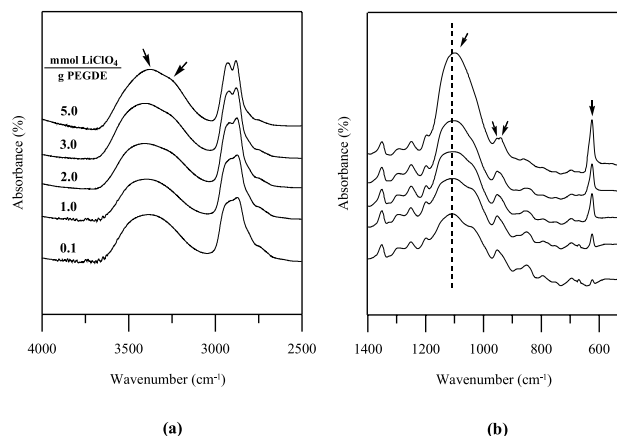 mmol LiClO4
g PEGDE
5.0
3.0
2.0
1.0
0.1
Absorbance (%)
4000 3500 3000 2500
Wavenumber (cm-1)
(a)
Absorbance (%)
1400 1200 1000 800 600
Wavenumber (cm-1)
(b)